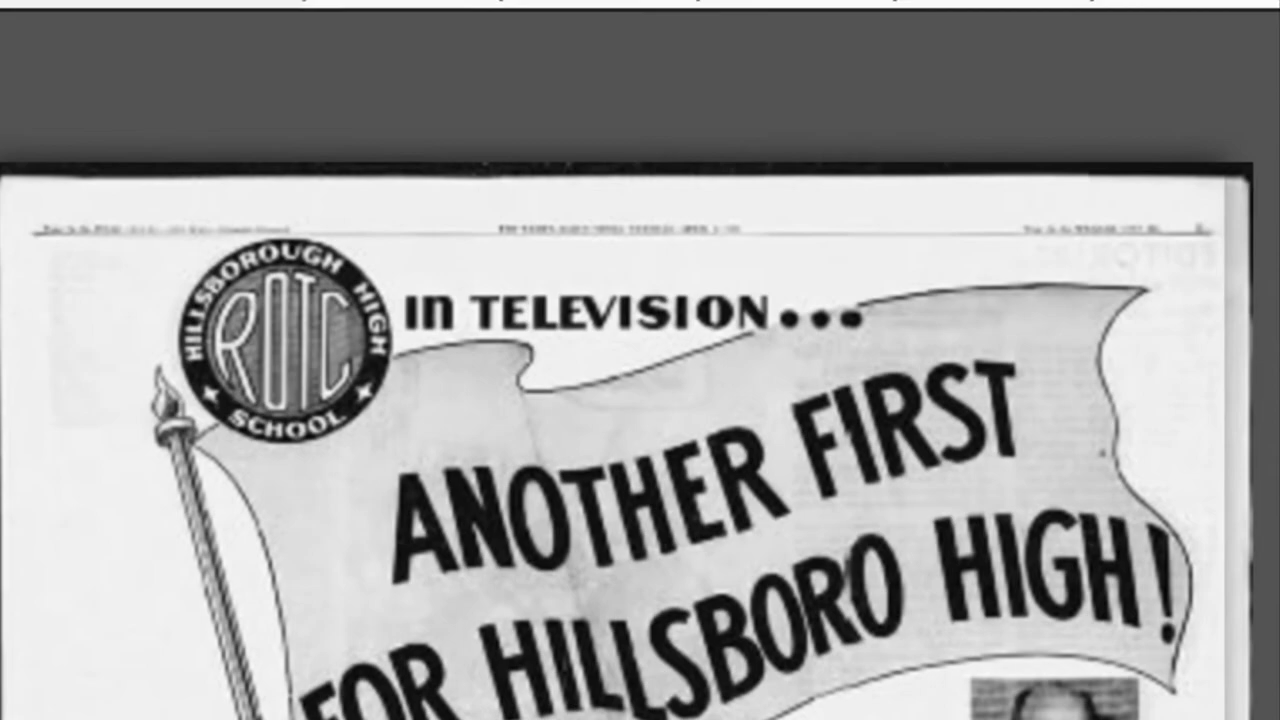 HILLSBOROUGH HIGH
ROTC
SCHOOL
In TELEVISION...
ANOTHER FIRST
FOR HILLSBORO HIGH!